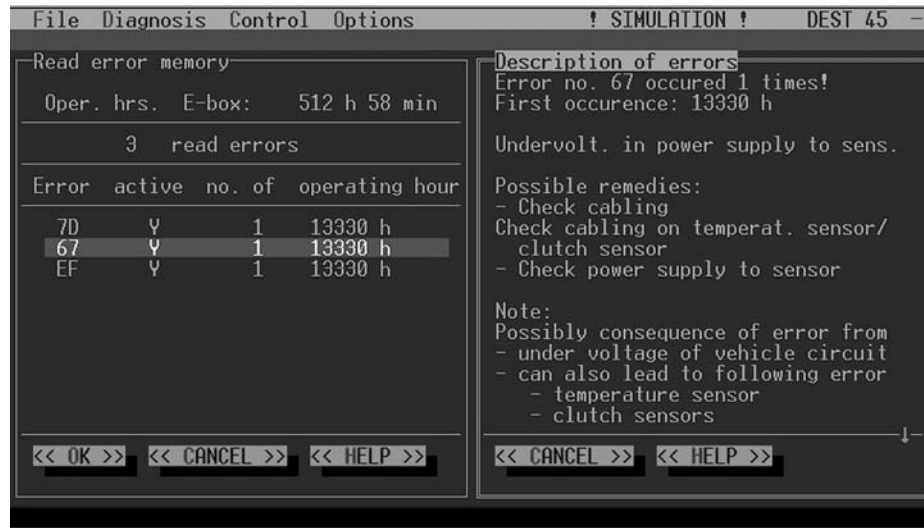 File Diagnosis Control Options ! SIMULATION ! DEST 45 -
Read error memory
Oper. hrs. E-box: 512 h 58 min
3 read errors
Error active no. of operating hour
7D Y 1 13330 h
67 Y 1 13330 h
EF Y 1 13330 h
<< OK >> << CANCEL >> << HELP >>
Description of errors
Error no. 67 occured 1 times!
First occurence: 13330 h
Undervolt. in power supply to sens.
Possible remedies:
- Check cabling
Check cabling on temperat. sensor/
clutch sensor
- Check power supply to sensor
Note:
Possibly consequence of error from
- under voltage of vehicle circuit
- can also lead to following error
- temperature sensor
- clutch sensors
<< CANCEL >> << HELP >>